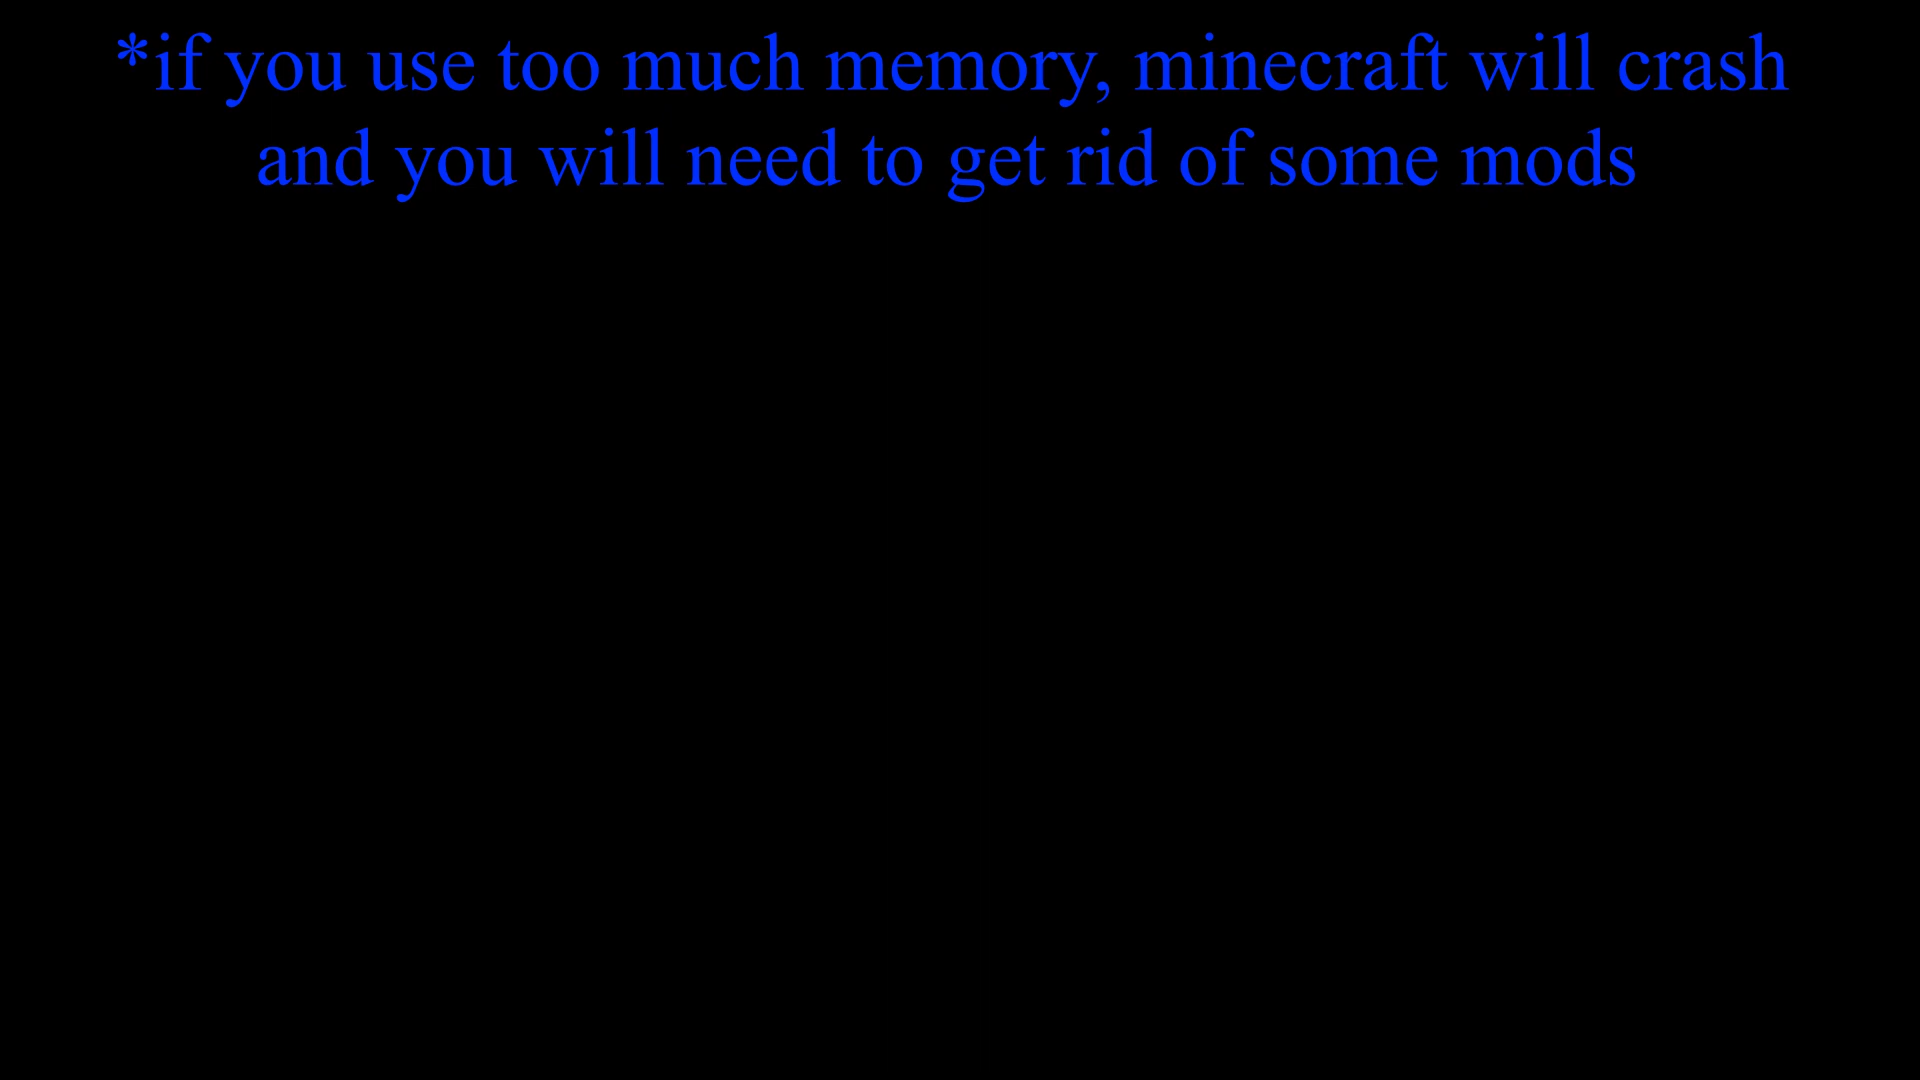 *if you use too much memory, minecraft will crash
and you will need to get rid of some mods